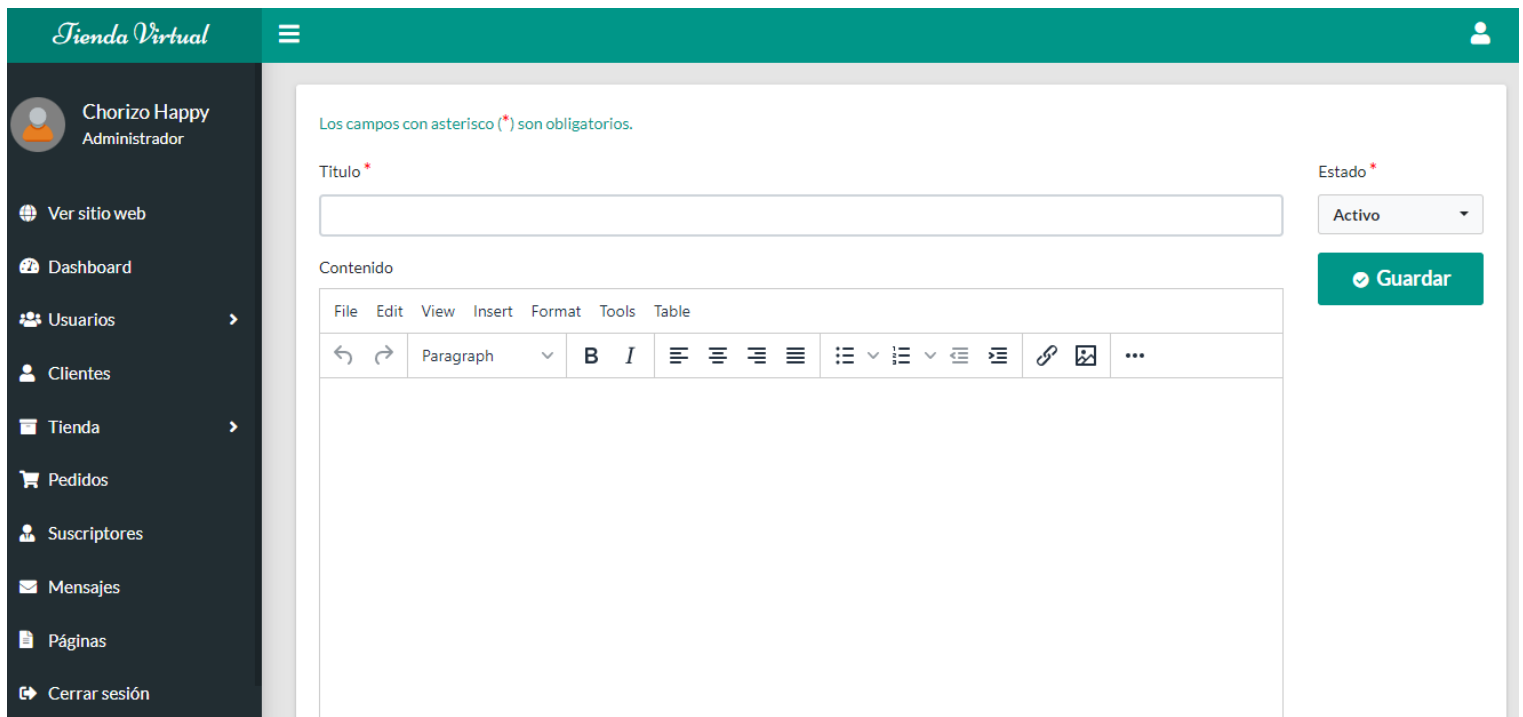 Tienda Virtual
Chorizo Happy
Administrador
Ver sitio web
Dashboard
Usuarios
Clientes
Tienda
Pedidos
Suscriptores
Mensajes
Páginas
Cerrar sesión
Los campos con asterisco (*) son obligatorios.
Titulo *
Estado *
Activo
Guardar
Contenido
File Edit View Insert Format Tools Table
Paragraph B I